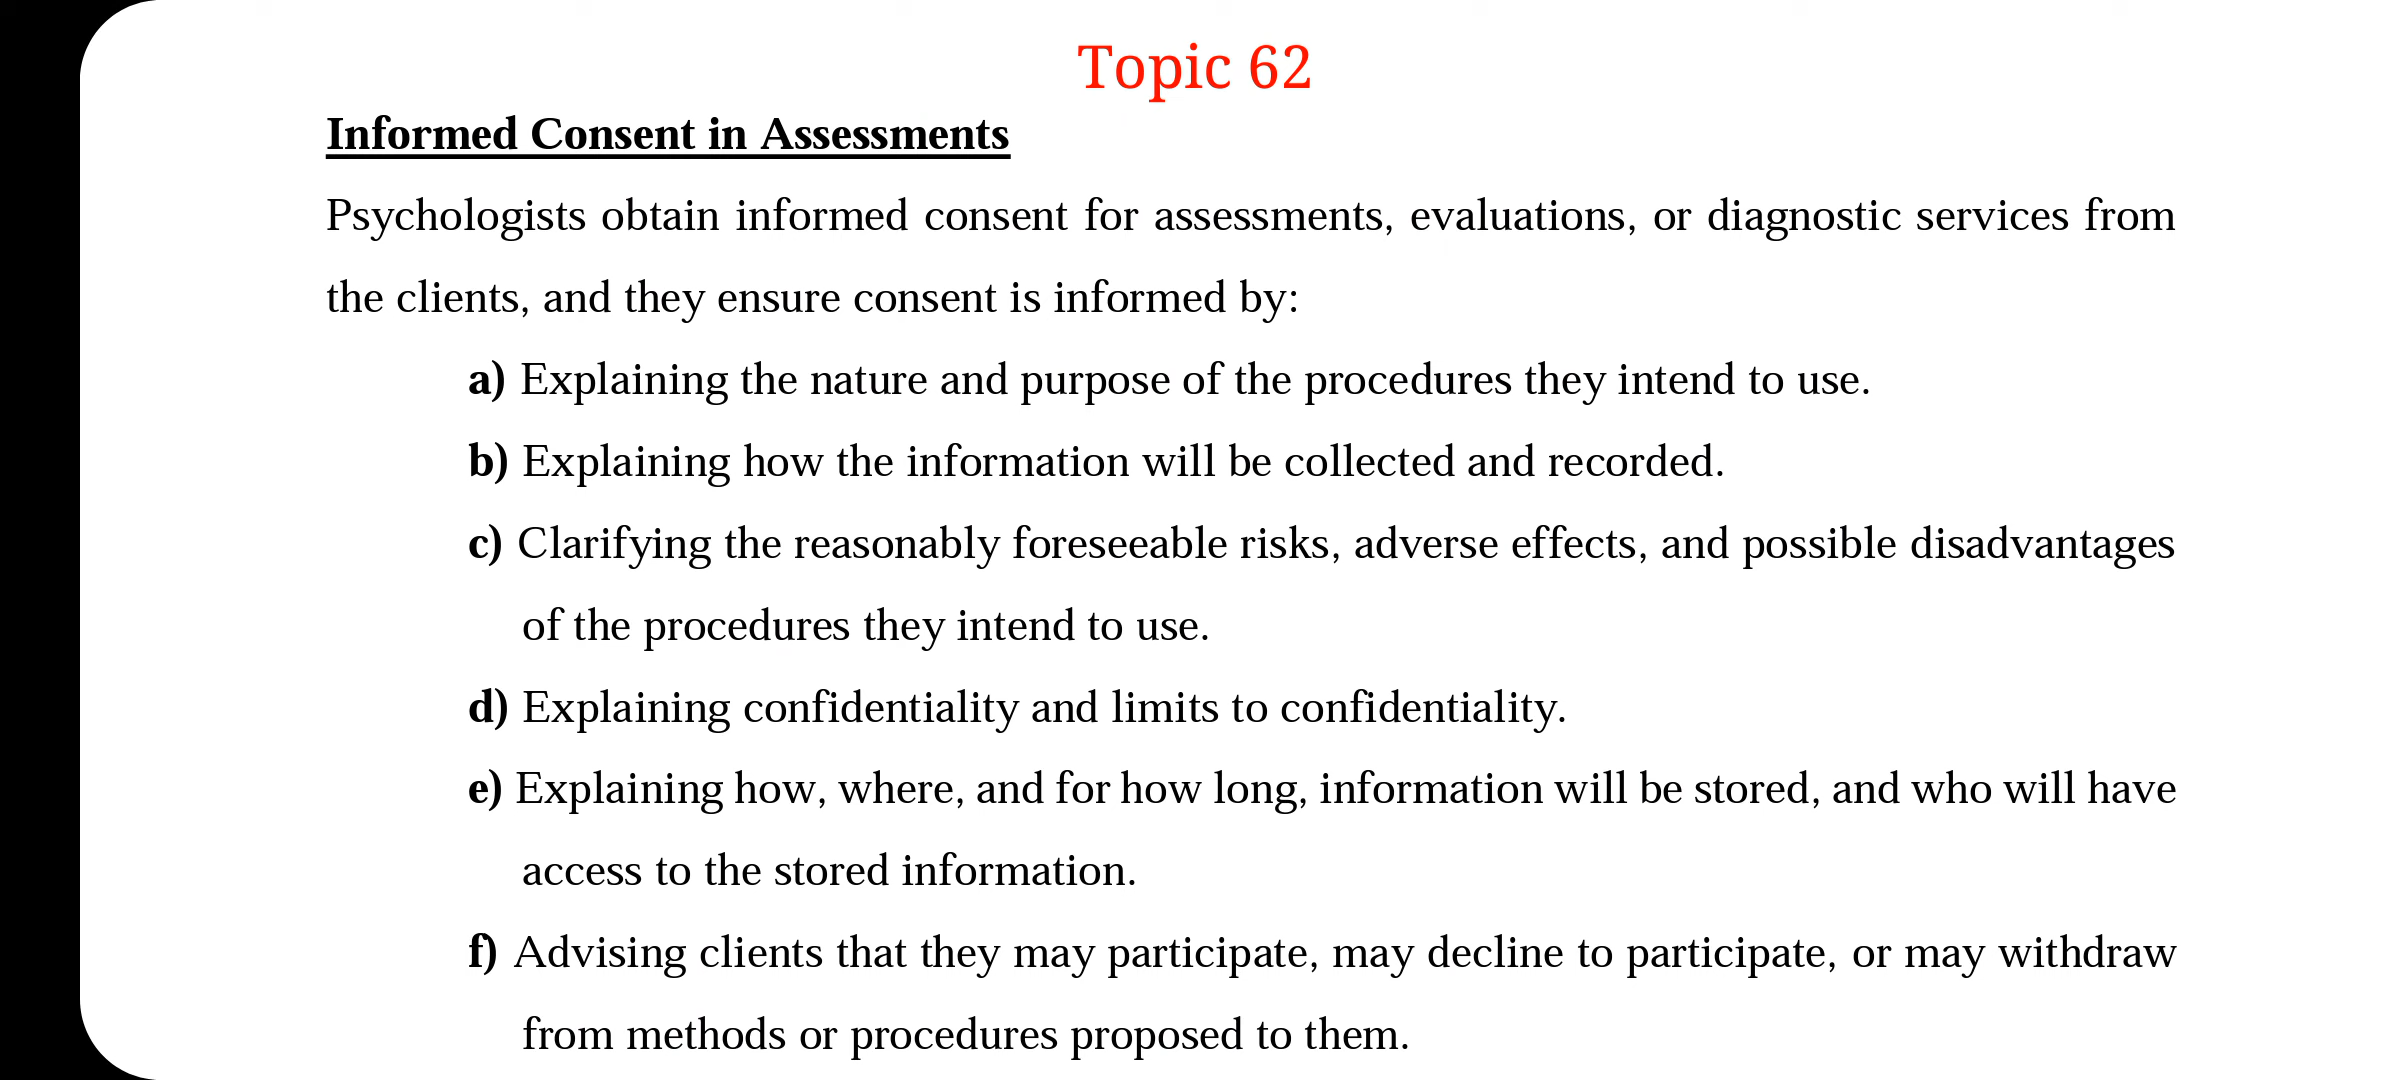 Topic 62
Informed Consent in Assessments
Psychologists obtain informed consent for assessments, evaluations, or diagnostic services from
the clients, and they ensure consent is informed by:
a) Explaining the nature and purpose of the procedures they intend to use.
b) Explaining how the information will be collected and recorded.
c) Clarifying the reasonably foreseeable risks, adverse effects, and possible disadvantages
of the procedures they intend to use.
d) Explaining confidentiality and limits to confidentiality.
e) Explaining how, where, and for how long, information will be stored, and who will have
access to the stored information.
f) Advising clients that they may participate, may decline to participate, or may withdraw
from methods or procedures proposed to them.